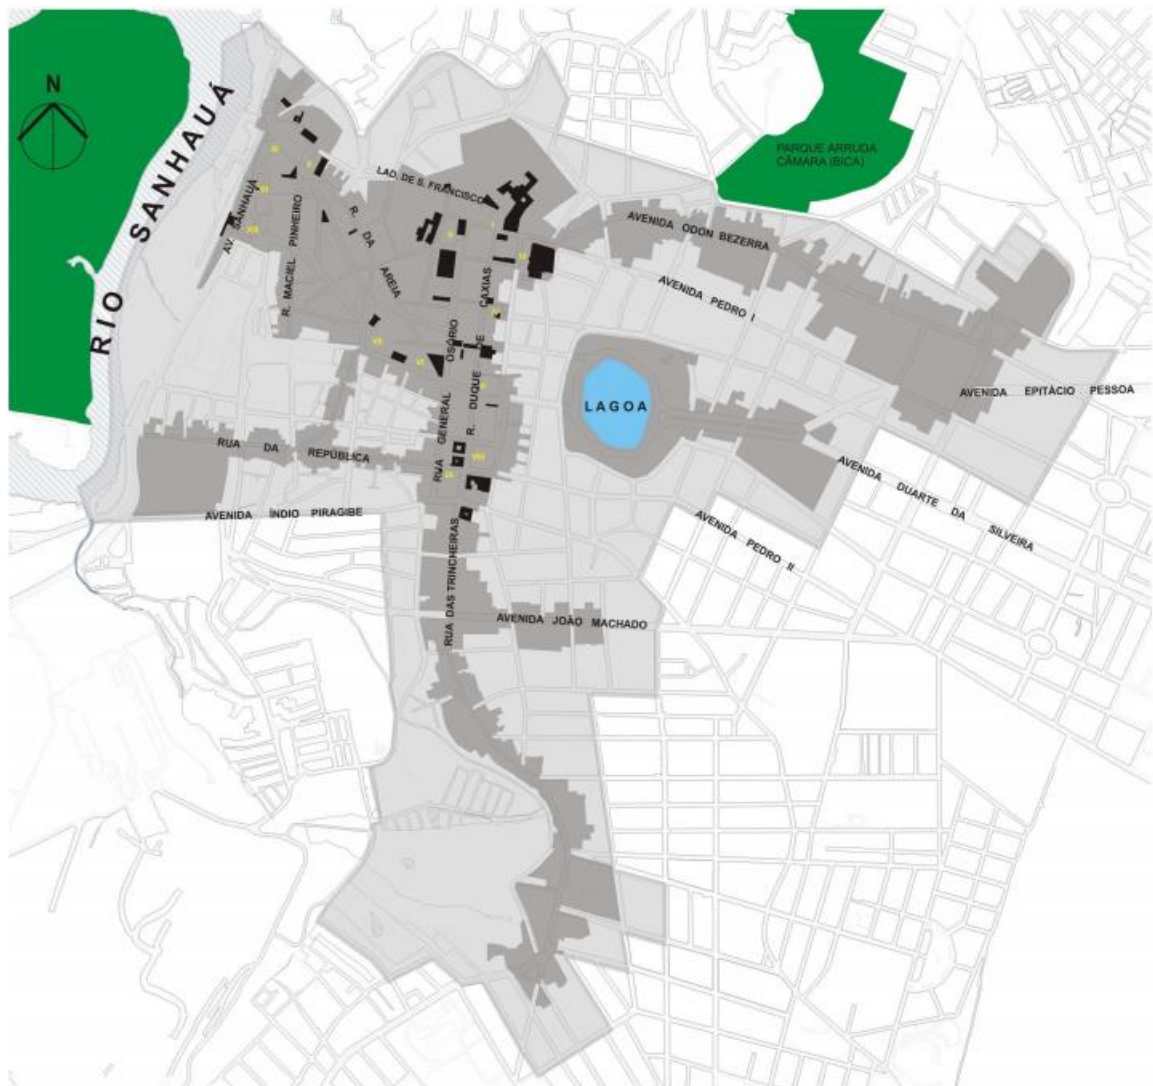 N
RIO SANHAUÁ
PARQUE ARRUDA
CÂMARA (BICA)
LAD. DE S. FRANCISCO
AV. SANHAUÁ
R. MACIEL PINHEIRO
R. DA AREIA
AVENIDA ODON BEZERRA
AVENIDA PEDRO I
RUA GENERAL OSÓRIO
R. DUQUE DE CAXIAS
LAGOA
AVENIDA EPITÁCIO PESSOA
RUA DA REPÚBLICA
AVENIDA ÍNDIO PIRAGIBE
AVENIDA DUARTE DA SILVEIRA
AVENIDA PEDRO II
RUA DAS TRINCHEIRAS
AVENIDA JOÃO MACHADO